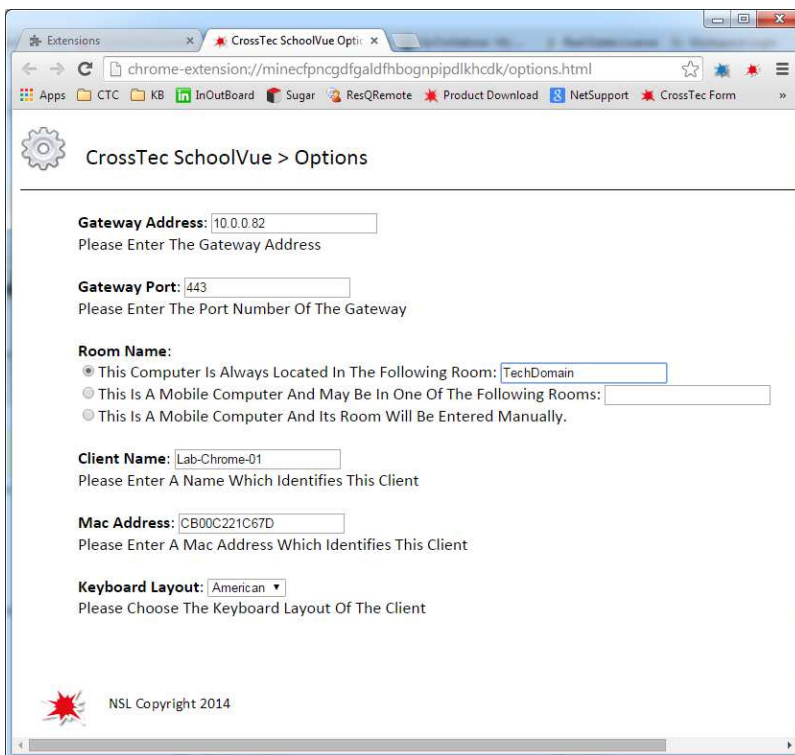 Extensions
CrossTec SchoolVue Optic
chrome-extension://minecfpncgdfgaldfhbognpipdlkhcdk/options.html
Apps CTC KB in InOutBoard Sugar ResQRemote Product Download 8 NetSupport CrossTec Form »
CrossTec SchoolVue > Options
Gateway Address: 10.0.0.82
Please Enter The Gateway Address
Gateway Port: 443
Please Enter The Port Number Of The Gateway
Room Name:
This Computer Is Always Located In The Following Room: TechDomain
This Is A Mobile Computer And May Be In One Of The Following Rooms:
This Is A Mobile Computer And Its Room Will Be Entered Manually.
Client Name: Lab-Chrome-01
Please Enter A Name Which Identifies This Client
Mac Address: CB00C221C67D
Please Enter A Mac Address Which Identifies This Client
Keyboard Layout: American
Please Choose The Keyboard Layout Of The Client
NSL Copyright 2014